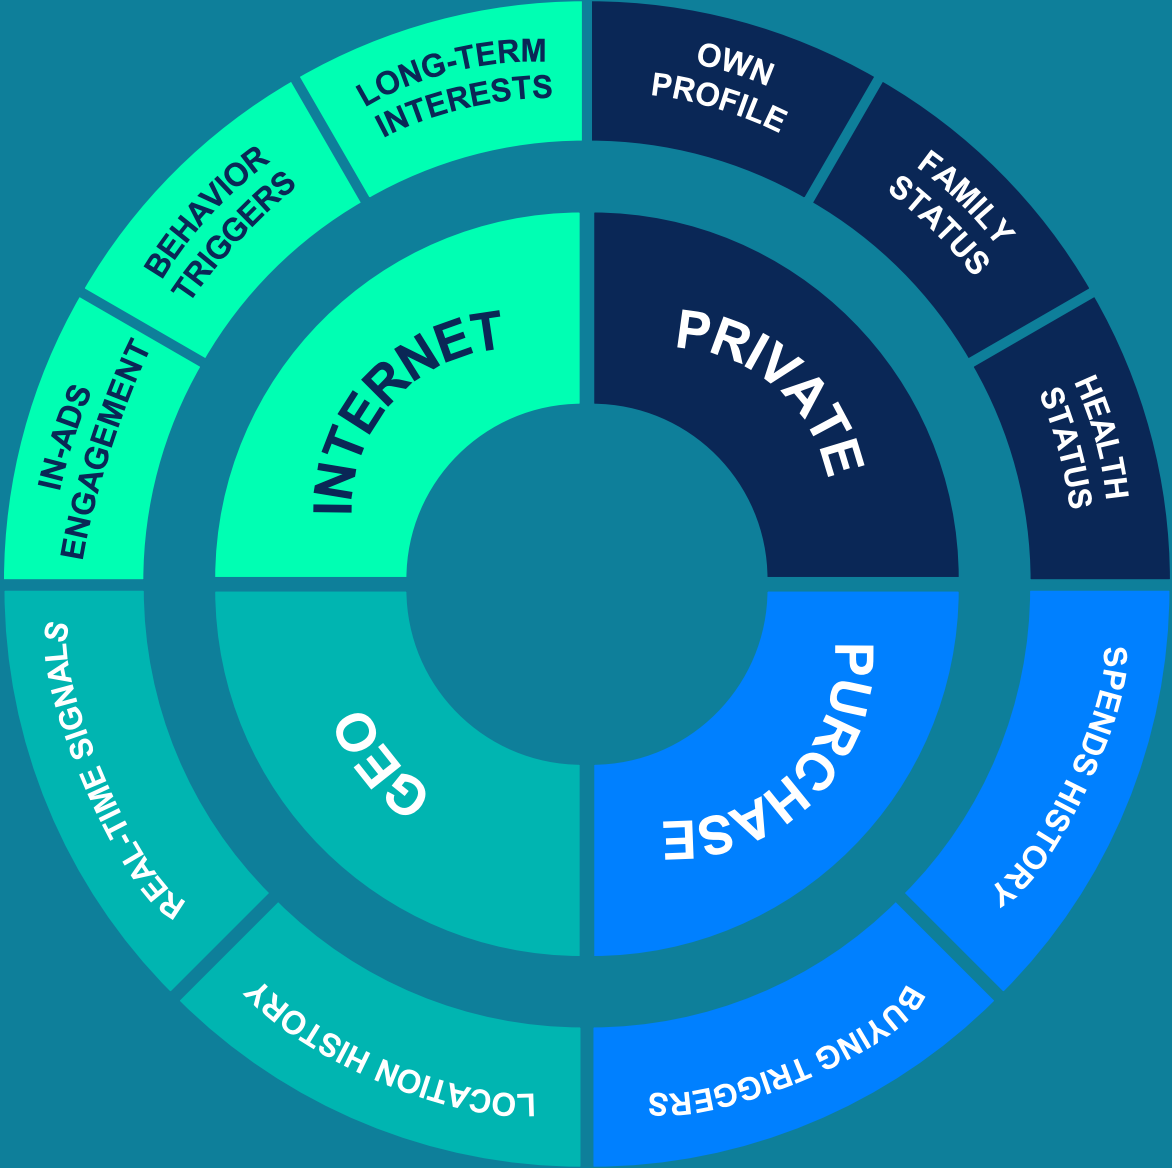 LONG-TERM
INTERESTS
OWN
PROFILE
BEHAVIOR
TRIGGERS
FAMILY
STATUS
IN-ADS
ENGAGEMENT
HEALTH
STATUS
INTERNET
PRIVATE
GEO
PURCHASE
REAL-TIME SIGNALS
SPENDS HISTORY
LOCATION HISTORY
BUYING TRIGGERS